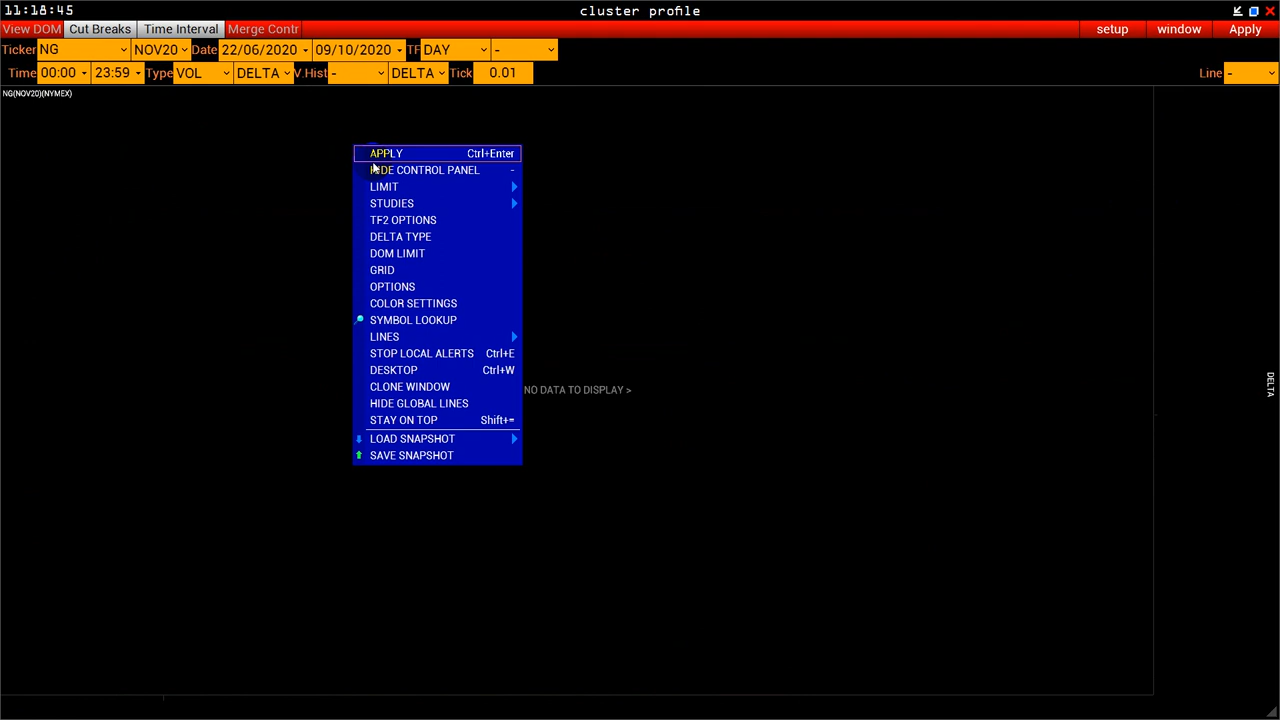 11:18:45
cluster profile
View DOM Cut Breaks Time Interval Merge Contr
setup window Apply
Ticker NG NOV20 Date 22/06/2020 09/10/2020 TF DAY -
Time 00:00 23:59 Type VOL DELTA V.Hist - DELTA Tick 0.01
Line -
NG(NOV20)(NYMEX)
APPLY Ctrl+Enter
HIDE CONTROL PANEL -
LIMIT
STUDIES
TF2 OPTIONS
DELTA TYPE
DOM LIMIT
GRID
OPTIONS
COLOR SETTINGS
SYMBOL LOOKUP
LINES
STOP LOCAL ALERTS Ctrl+E
DESKTOP Ctrl+W
CLONE WINDOW
HIDE GLOBAL LINES
STAY ON TOP Shift+=
LOAD SNAPSHOT
SAVE SNAPSHOT
NO DATA TO DISPLAY >
DELTA